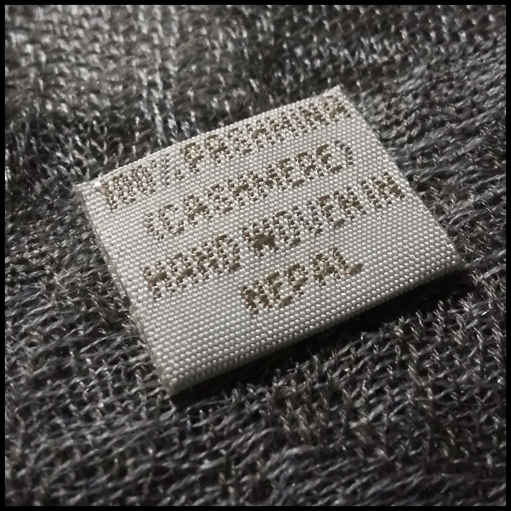 100% PASHMINA
(CASHMERE)
HAND WOVEN IN
NEPAL